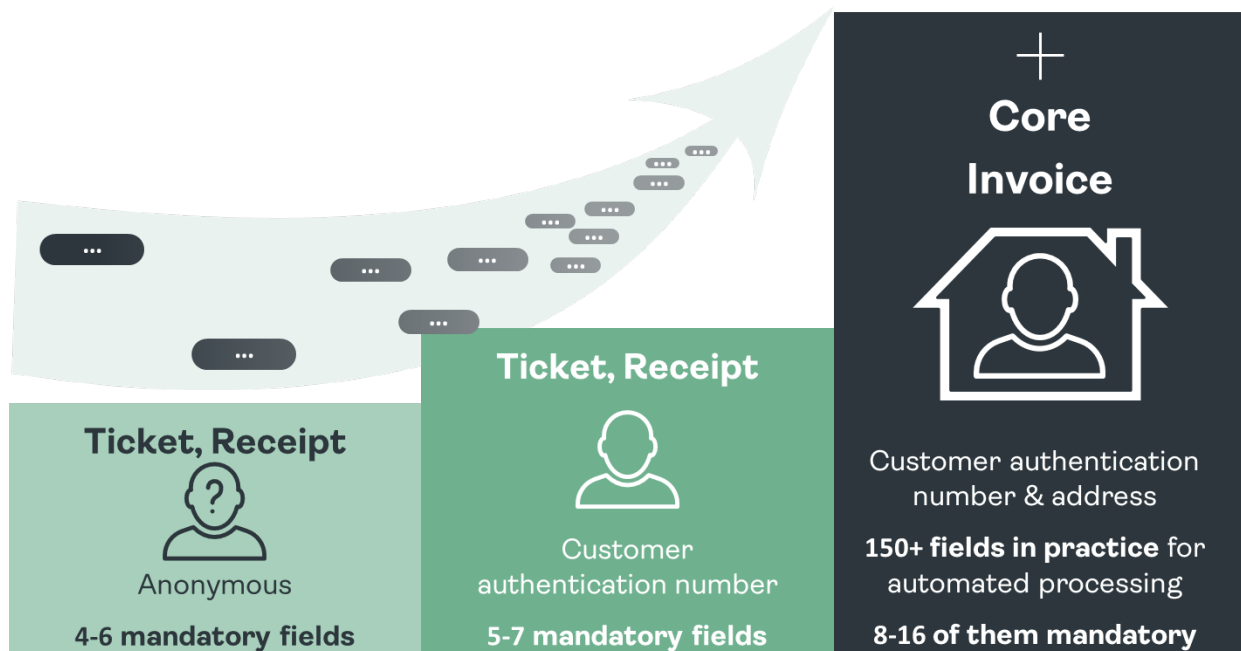 Ticket, Receipt
?
Anonymous
4-6 mandatory fields
Ticket, Receipt
Customer
authentication number
5-7 mandatory fields
+
Core
Invoice
Customer authentication
number & address
150+ fields in practice for
automated processing
8-16 of them mandatory